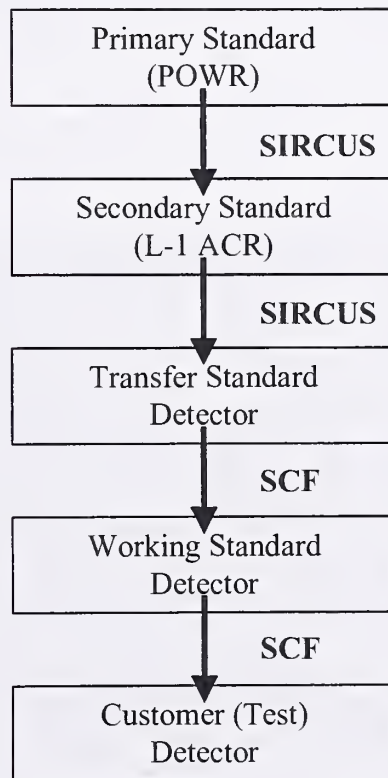 Primary Standard
(POWR)
SIRCUS
Secondary Standard
(L-1 ACR)
SIRCUS
Transfer Standard
Detector
SCF
Working Standard
Detector
SCF
Customer (Test)
Detector